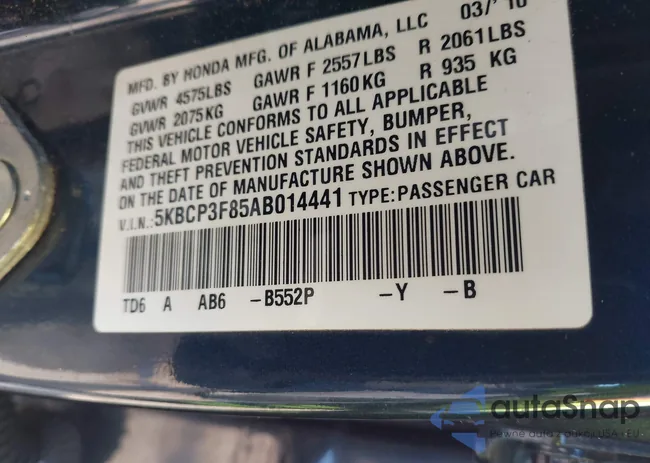 MFD. BY HONDA MFG. OF ALABAMA, LLC 03/'10
GVWR 4575LBS GAWR F 2557LBS R 2061LBS
GVWR 2075KG GAWR F 1160KG R 935 KG
THIS VEHICLE CONFORMS TO ALL APPLICABLE
FEDERAL MOTOR VEHICLE SAFETY, BUMPER,
AND THEFT PREVENTION STANDARDS IN EFFECT
ON THE DATE OF MANUFACTURE SHOWN ABOVE.
V.I.N.: 5KBCP3F85AB014441 TYPE: PASSENGER CAR
TD6 A AB6 -B552P -Y -B
autoSnap